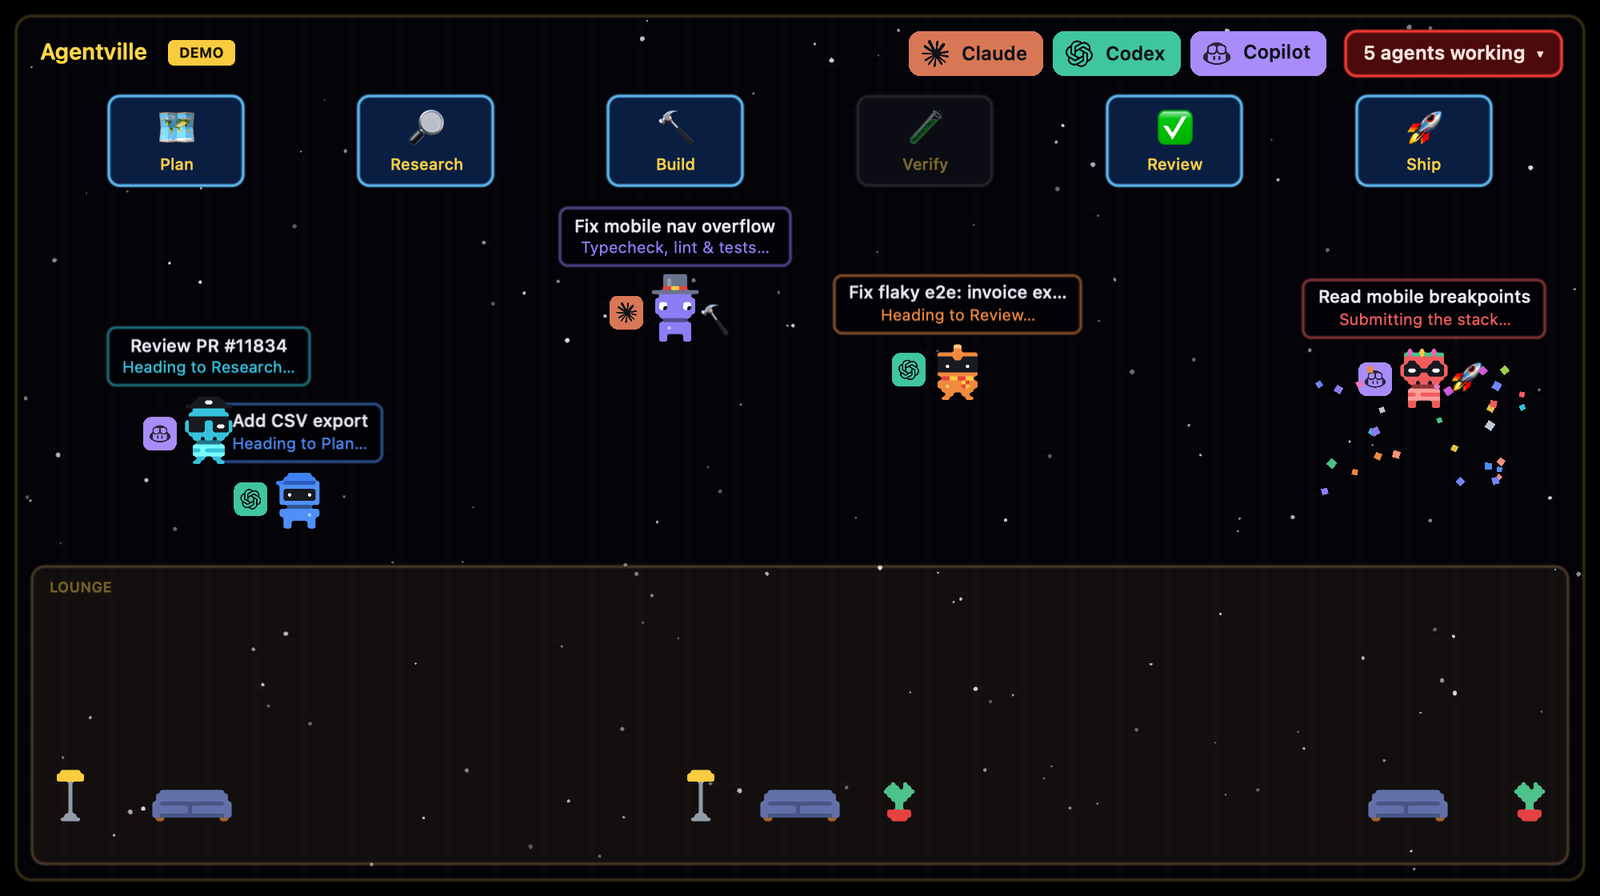 Agentville
DEMO
Claude
Codex
Copilot
5 agents working
Plan
Research
Build
Verify
Review
Ship
Fix mobile nav overflow
Typecheck, lint & tests...
Fix flaky e2e: invoice ex...
Heading to Review...
Read mobile breakpoints
Submitting the stack...
Review PR #11834
Heading to Research...
Add CSV export
Heading to Plan...
LOUNGE